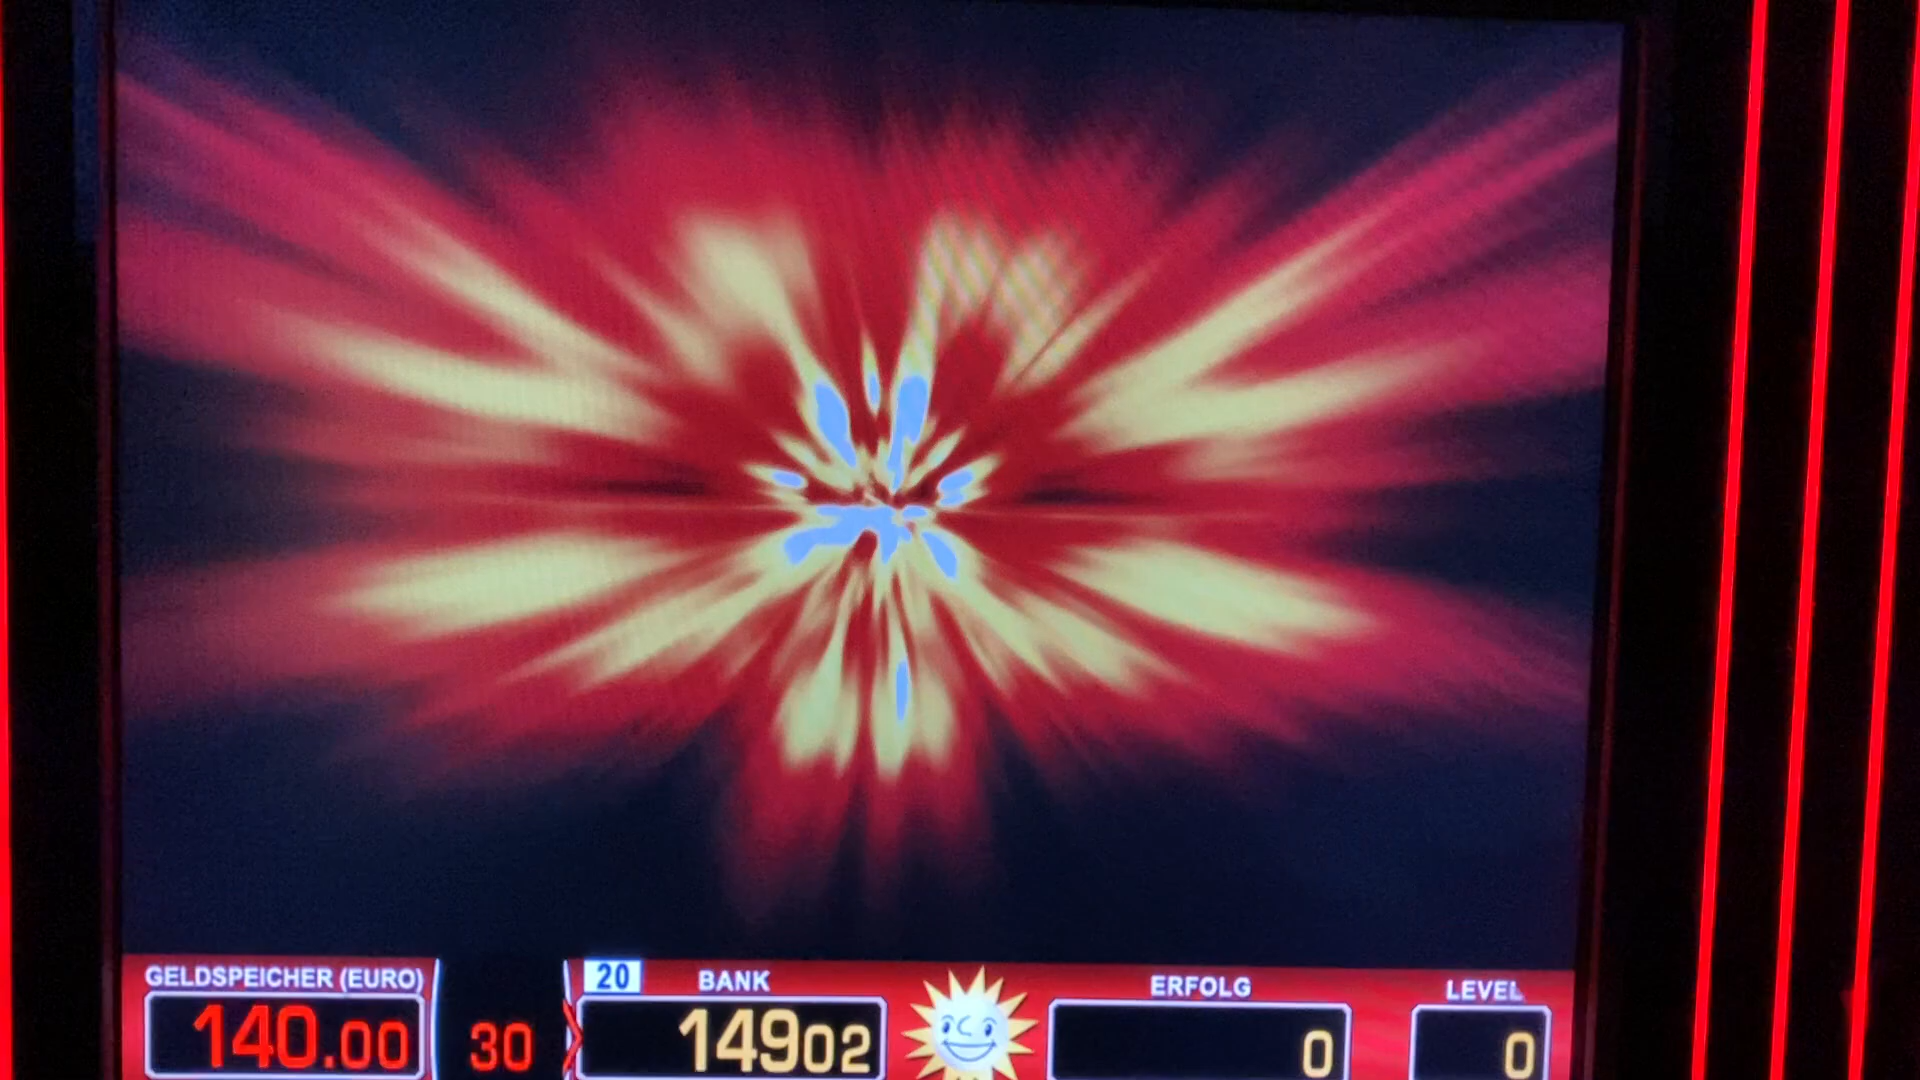 GELDSPEICHER (EURO)
20
BANK
ERFOLG
LEVEL
140.00
30
14902
0
0